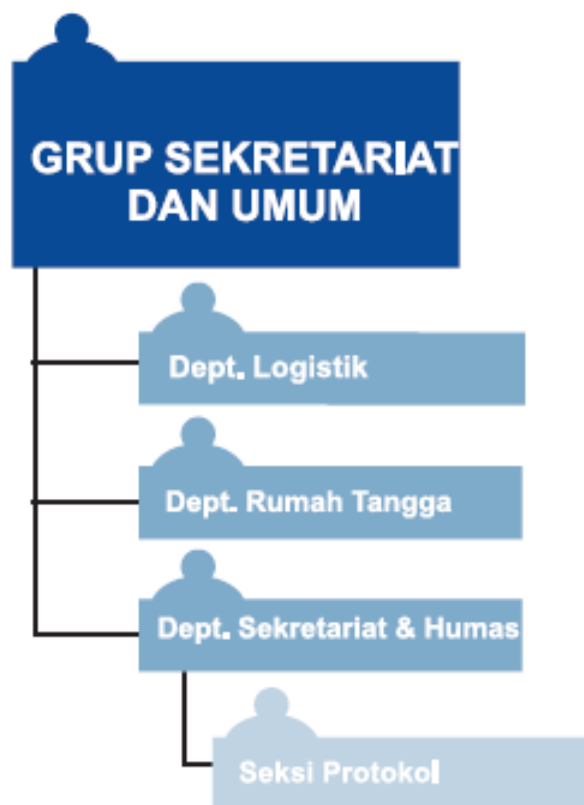 GRUP SEKRETARIAT
DAN UMUM
Dept. Logistik
Dept. Rumah Tangga
Dept. Sekretariat & Humas
Seksi Protokol